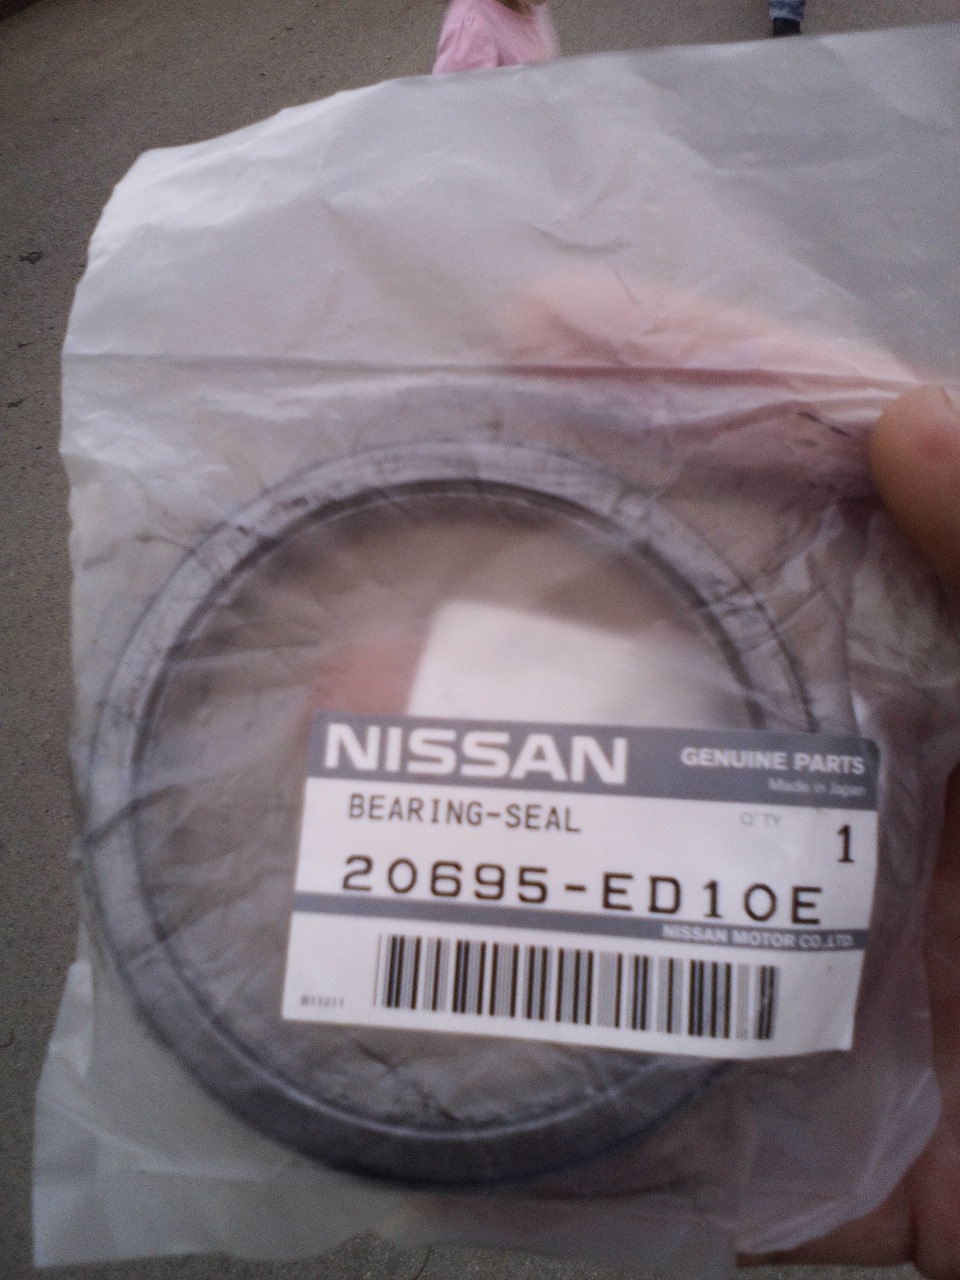 NISSAN GENUINE PARTS
Made in Japan
BEARING-SEAL Q'TY 1
20695-ED10E
NISSAN MOTOR CO.,LTD.